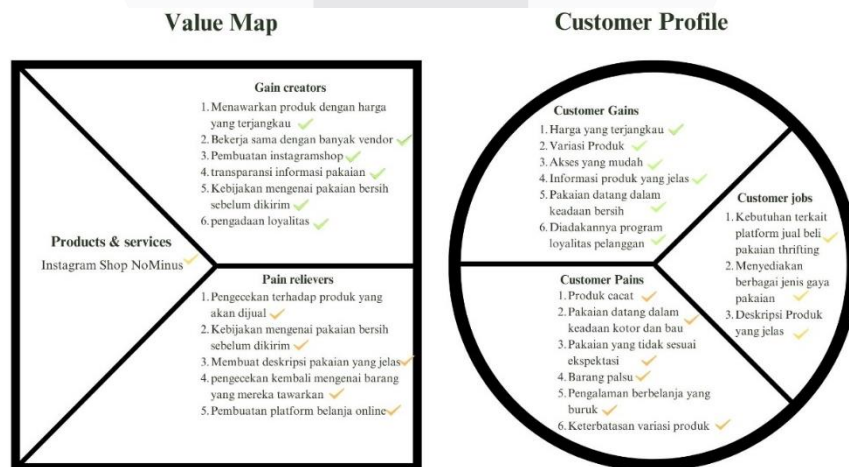 Value Map
Customer Profile
Gain creators
1. Menawarkan produk dengan harga
yang terjangkau
2. Bekerja sama dengan banyak vendor
3. Pembuatan instagramshop
4. transparansi informasi pakaian
5. Kebijakan mengenai pakaian bersih
sebelum dikirim
6. pengadaan loyalitas
Products & services
Instagram Shop NoMinus
Pain relievers
1. Pengecekan terhadap produk yang
akan dijual
2. Kebijakan mengenai pakaian bersih
sebelum dikirim
3. Membuat deskripsi pakaian yang jelas
4. pengecekan kembali mengenai barang
yang mereka tawarkan
5. Pembuatan platform belanja online
Customer Gains
1. Harga yang terjangkau
2. Variasi Produk
3. Akses yang mudah
4. Informasi produk yang jelas
5. Pakaian datang dalam
keadaan bersih
6. Diadakannya program
loyalitas pelanggan
Customer jobs
1. Kebutuhan terkait
platform jual beli
pakaian thrifting
2. Menyediakan
berbagai jenis gaya
pakaian
3. Deskripsi Produk
yang jelas
Customer Pains
1. Produk cacat
2. Pakaian datang dalam
keadaan kotor dan bau
3. Pakaian yang tidak sesuai
ekspektasi
4. Barang palsu
5. Pengalaman berbelanja yang
buruk
6. Keterbatasan variasi produk